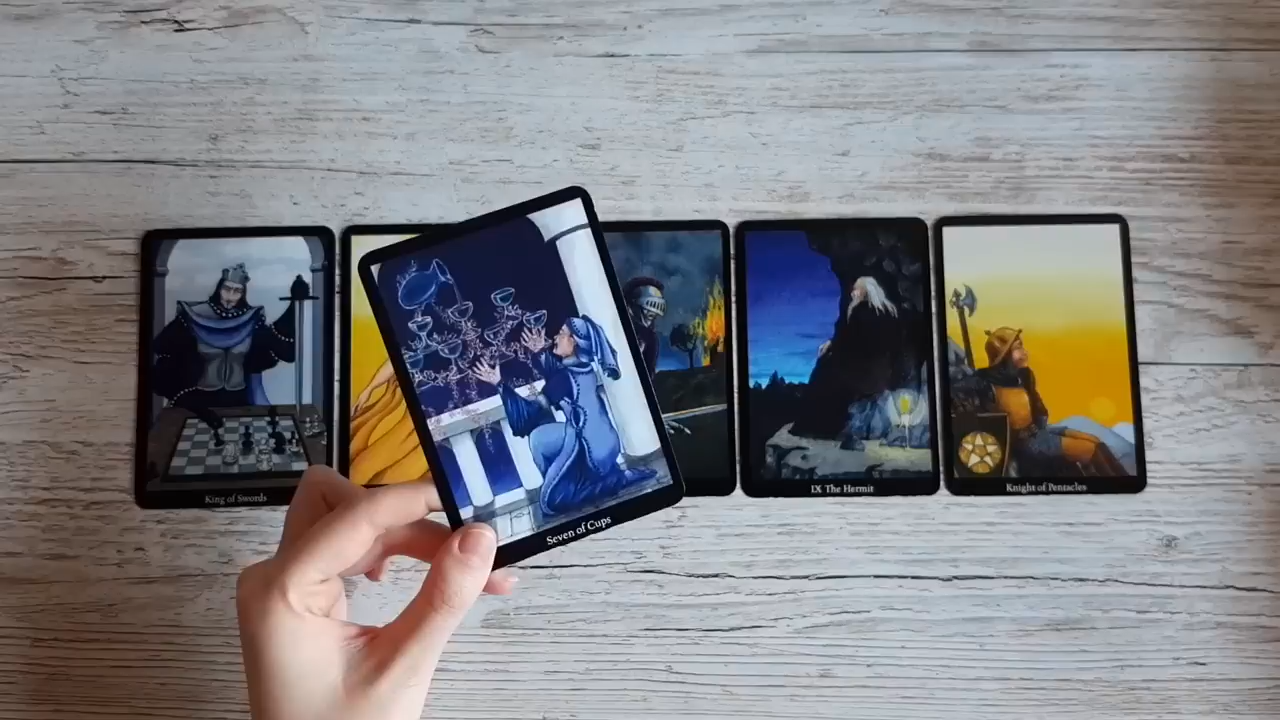 King of Swords
Seven of Cups
IX The Hermit
Knight of Pentacles